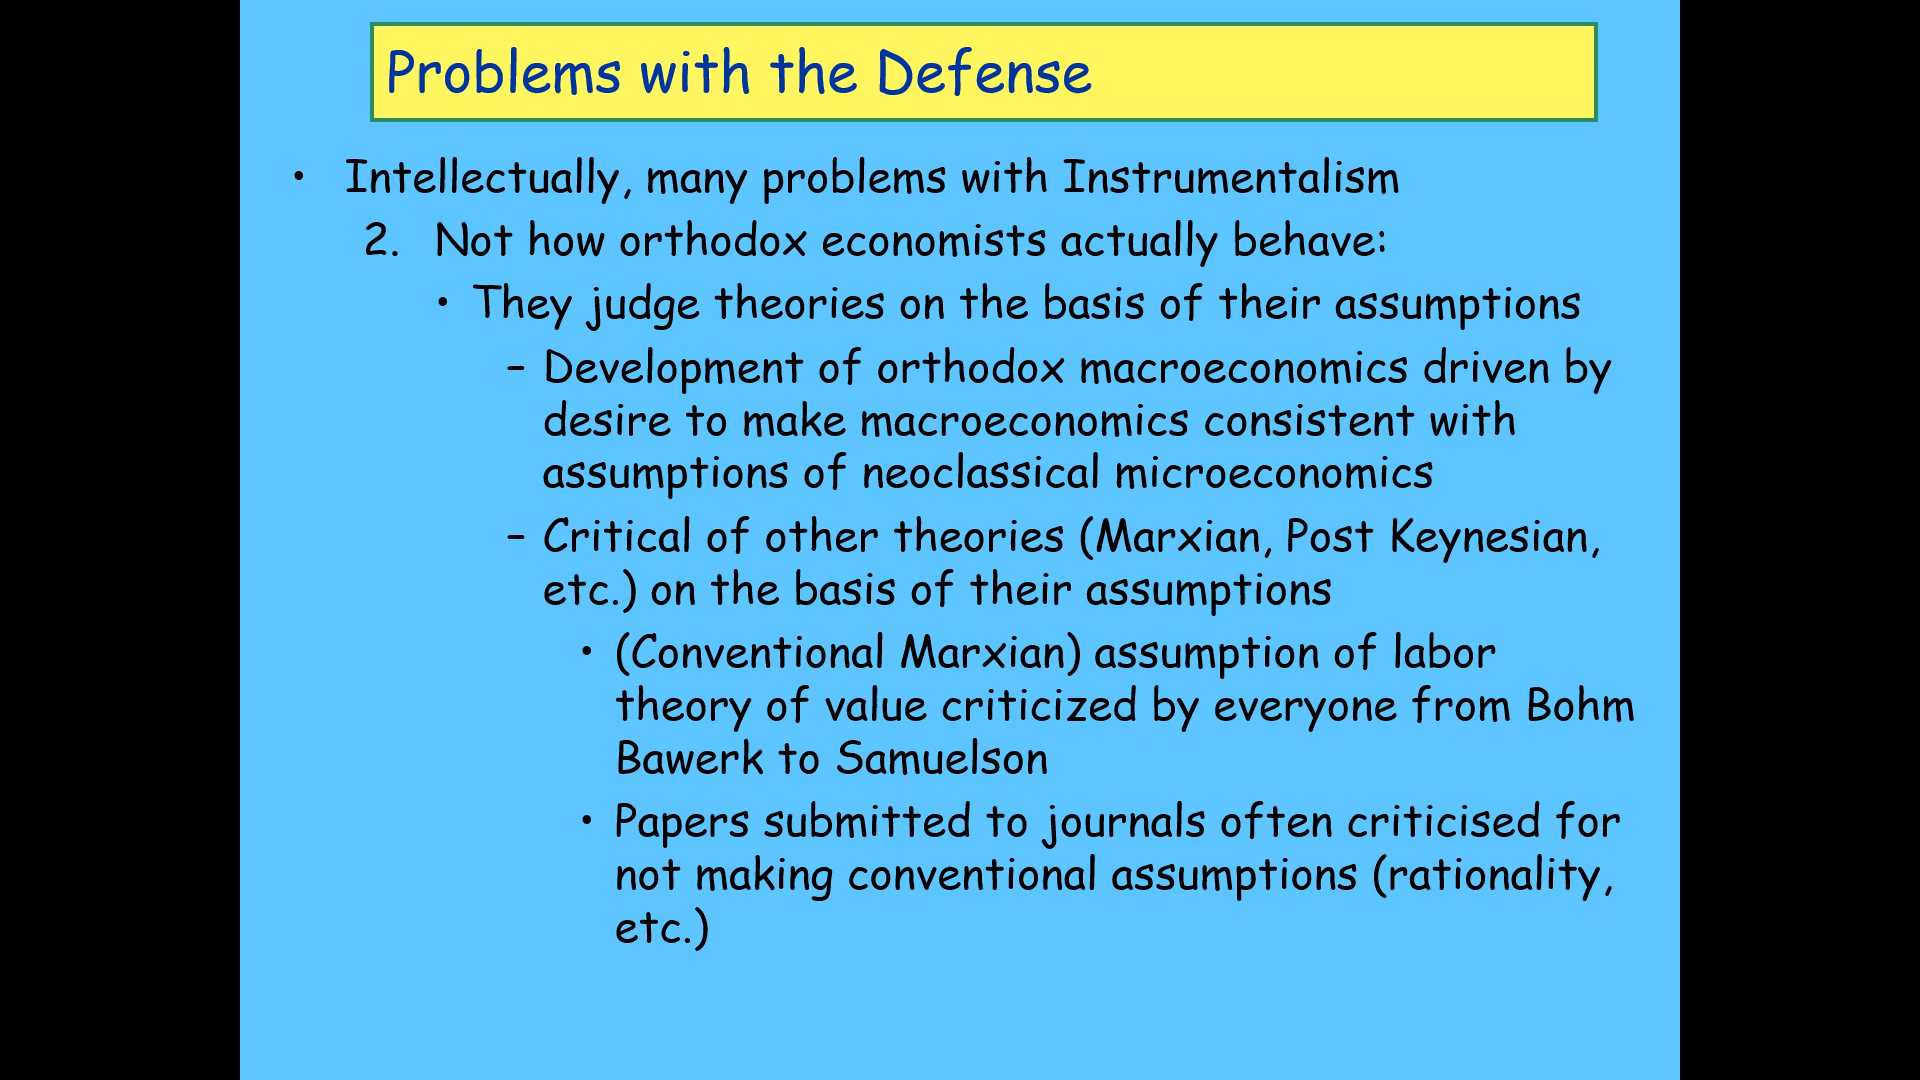 Problems with the Defense
• Intellectually, many problems with Instrumentalism
2. Not how orthodox economists actually behave:
• They judge theories on the basis of their assumptions
– Development of orthodox macroeconomics driven by
desire to make macroeconomics consistent with
assumptions of neoclassical microeconomics
– Critical of other theories (Marxian, Post Keynesian,
etc.) on the basis of their assumptions
• (Conventional Marxian) assumption of labor
theory of value criticized by everyone from Bohm
Bawerk to Samuelson
• Papers submitted to journals often criticised for
not making conventional assumptions (rationality,
etc.)